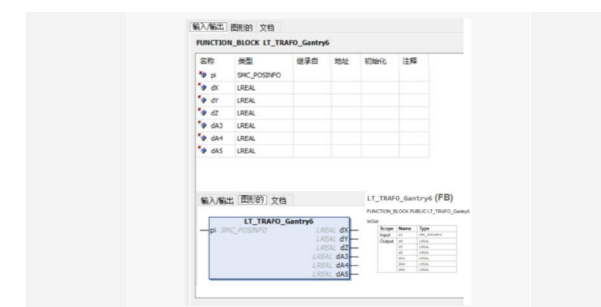 输入/输出 图形的 文档
FUNCTION_BLOCK LT_TRAFO_Gantry6
名称 类型 继承自 地址 初始化 注释
pi SMC_POSINFO
dX LREAL
dY LREAL
dZ LREAL
dA3 LREAL
dA4 LREAL
dA5 LREAL
输入/输出 图形的 文档
LT_TRAFO_Gantry6
pi SMC_POSINFO LREAL dX
LREAL dY
LREAL dZ
LREAL dA3
LREAL dA4
LREAL dA5
LT_TRAFO_Gantry6 (FB)
FUNCTION_BLOCK PUBLIC LT_TRAFO_Gantry6
InOut:
Scope Name Type
Input
Output